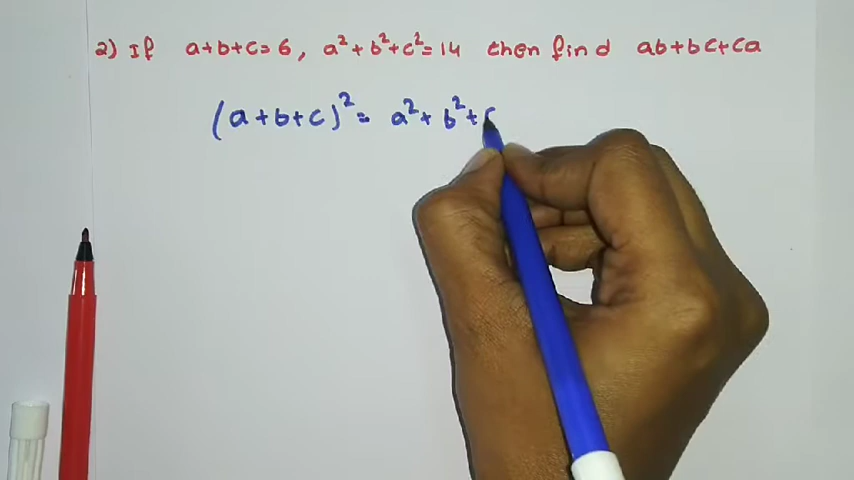 2) If a+b+c=6, a²+b²+c²=14 then find ab+bc+ca
(a+b+c)²= a²+ b²+c